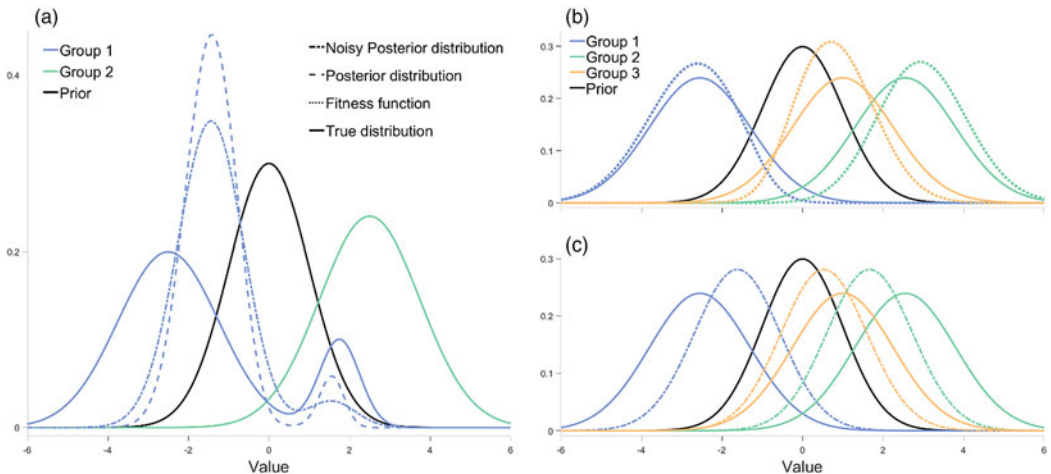 (a)
Group 1
Group 2
Prior
Noisy Posterior distribution
Posterior distribution
Fitness function
True distribution
0.4
0.2
0
-6 -4 -2 0 2 4 6
Value
(b)
Group 1
Group 2
Group 3
Prior
0.3
0.2
0.1
0
-6 -4 -2 0 2 4 6
(c)
0.3
0.2
0.1
0
-6 -4 -2 0 2 4 6
Value